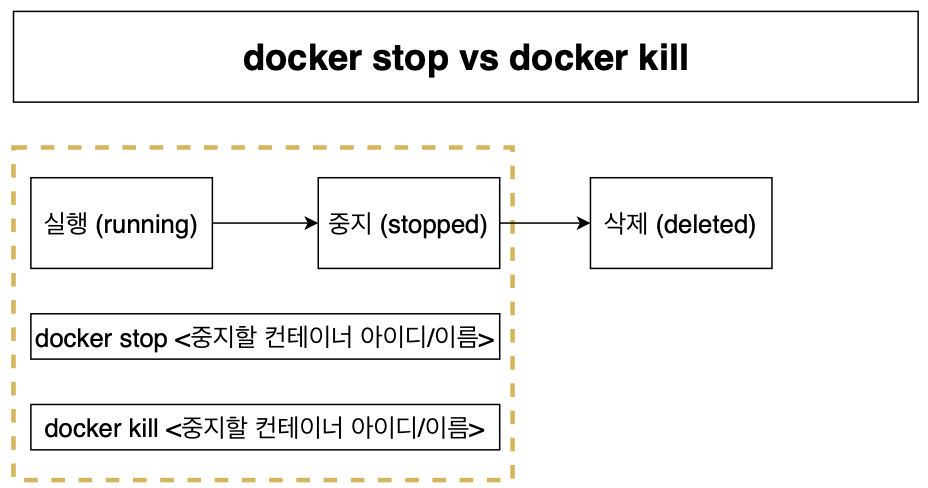 docker stop vs docker kill
실행 (running)
중지 (stopped)
삭제 (deleted)
docker stop <중지할 컨테이너 아이디/이름>
docker kill <중지할 컨테이너 아이디/이름>